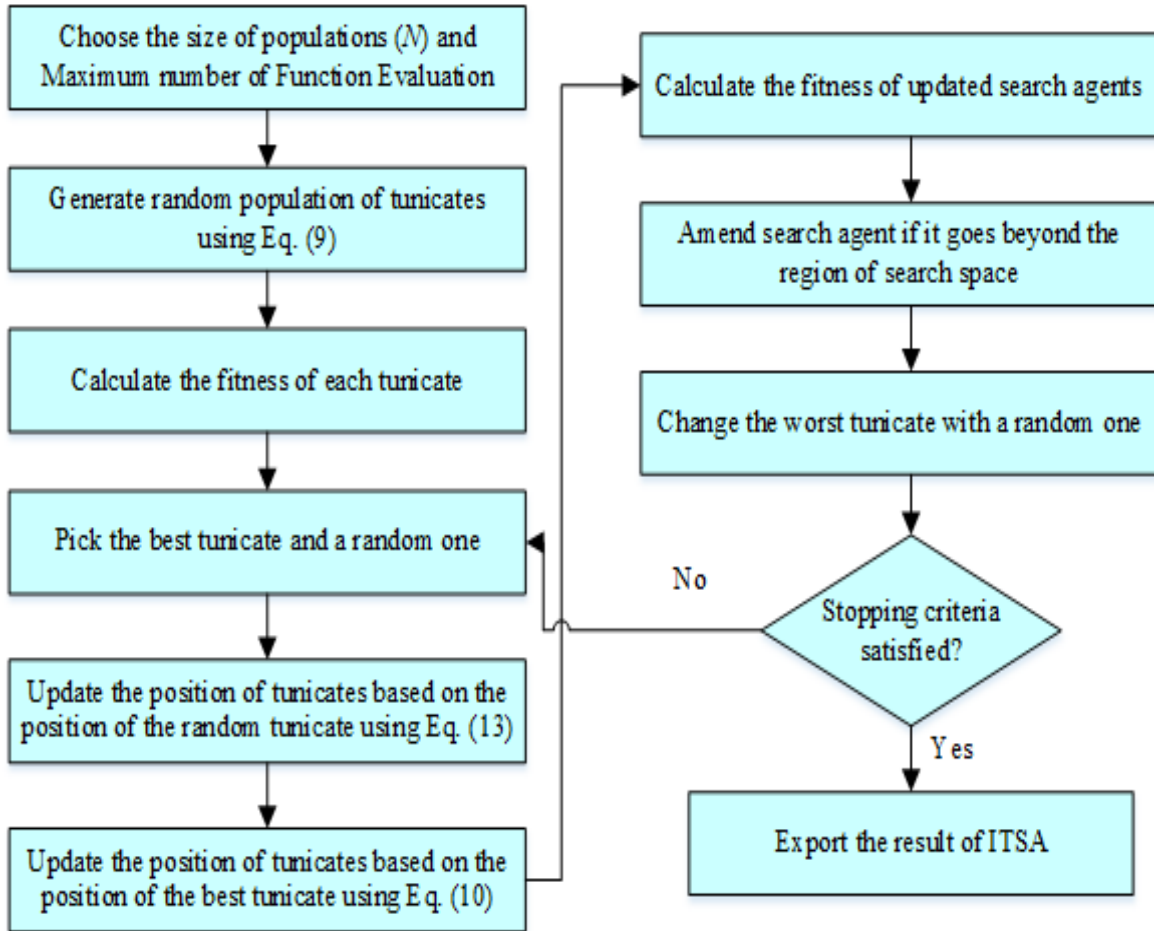 Choose the size of populations (N) and
Maximum number of Function Evaluation
Generate random population of tunicates
using Eq. (9)
Calculate the fitness of each tunicate
Pick the best tunicate and a random one
Update the position of tunicates based on the
position of the random tunicate using Eq. (13)
Update the position of tunicates based on the
position of the best tunicate using Eq. (10)
Calculate the fitness of updated search agents
Amend search agent if it goes beyond the
region of search space
Change the worst tunicate with a random one
Stopping criteria
satisfied?
No
Yes
Export the result of ITSA